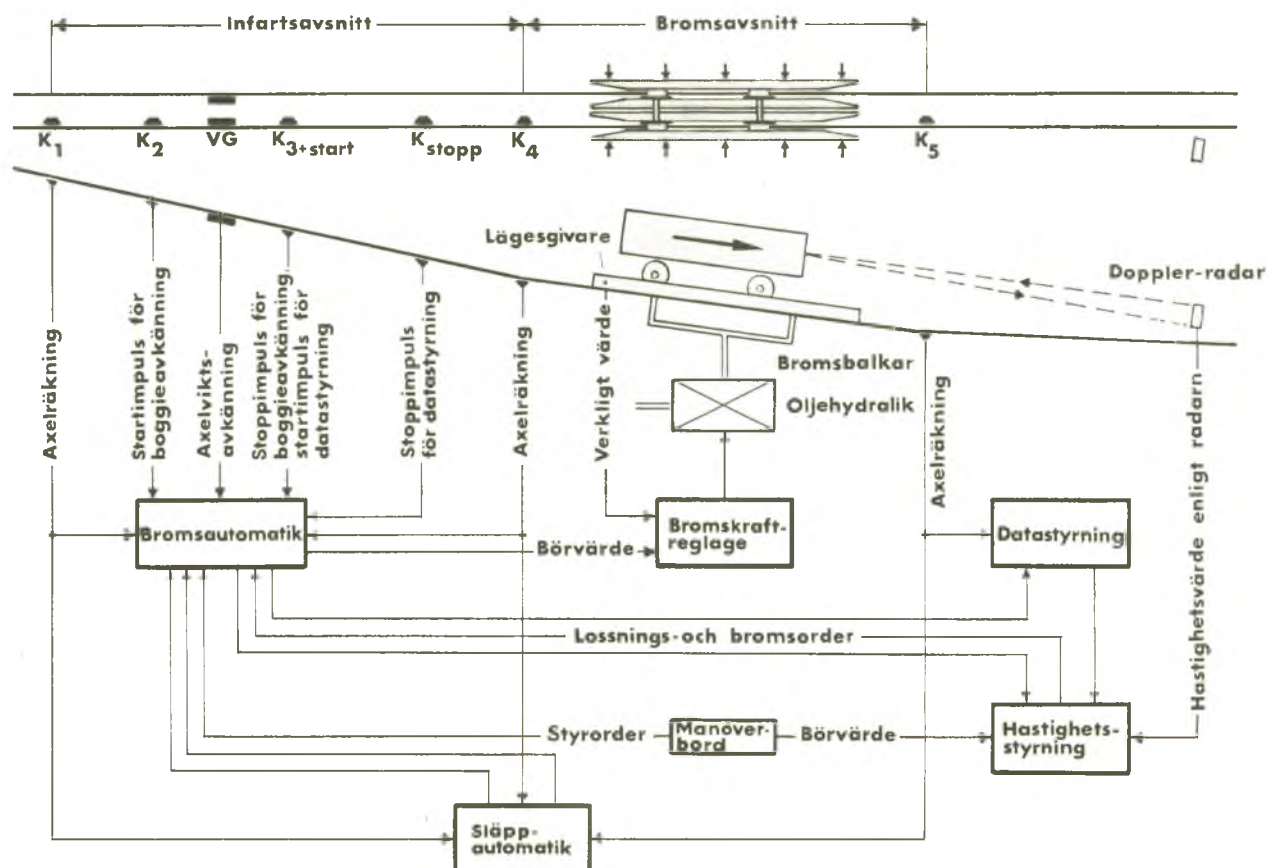 Infartsavsnitt
Bromsavsnitt
K1
K2
VG
K3+start
Kstopp
K4
K5
Lägesgivare
Doppler-radar
Axelräkning
Startimpuls för
boggieavkänning
Axelvikts-
avkänning
Stoppimpuls för
boggieavkänning
startimpuls för
datastyrning
Stoppimpuls
för datastyrning
Axelräkning
Verkligt värde
Bromsbalkar
Oljehydralik
Axelräkning
Hastighetsvärde enligt radarn
Bromsautomatik
Börvärde
Bromskraft-
reglage
Datastyrning
Lossnings-och bromsorder
Styrorder
Manöver-
bord
Börvärde
Hastighets-
styrning
Släpp-
automatik